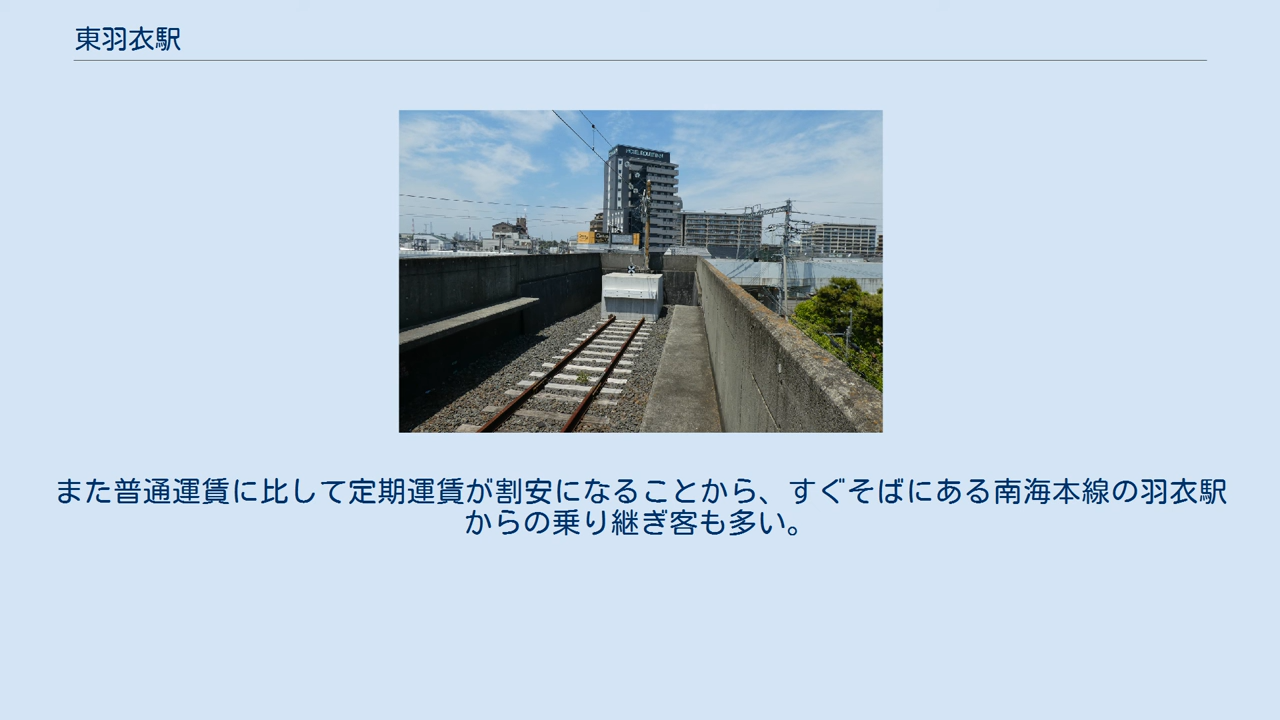 東羽衣駅
また普通運賃に比して定期運賃が割安になることから、すぐそばにある南海本線の羽衣駅
からの乗り継ぎ客も多い。